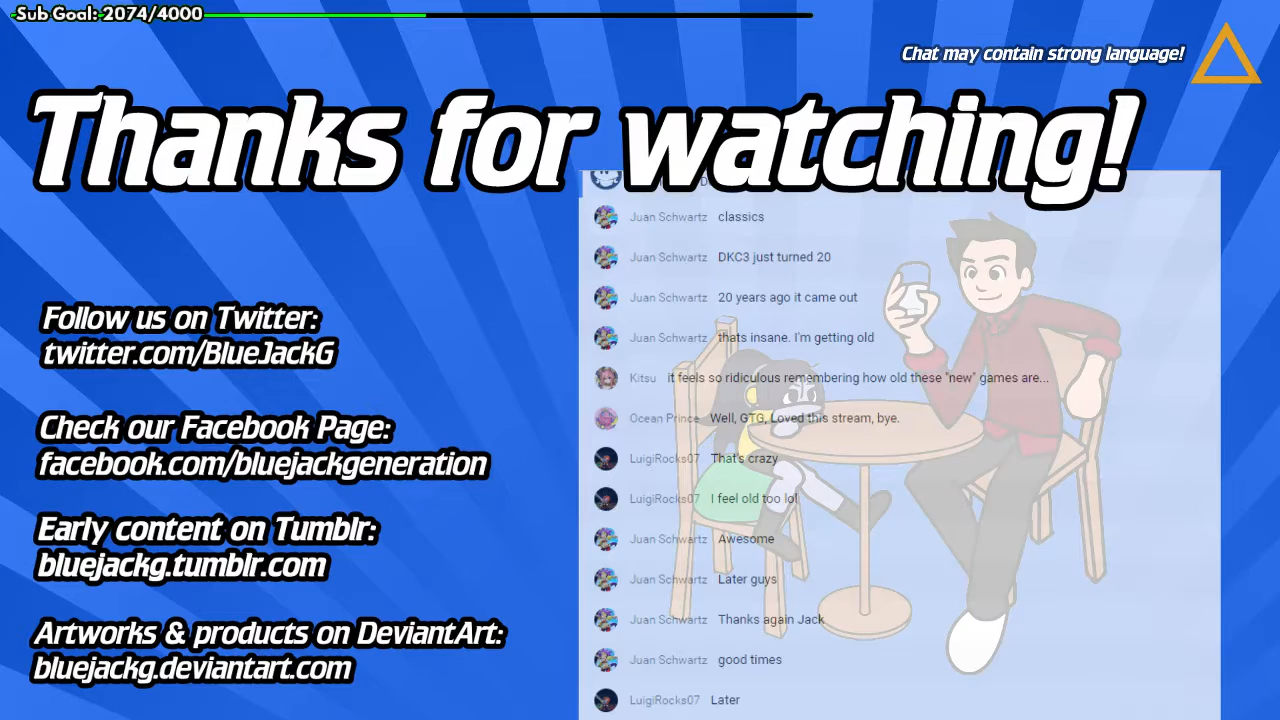 Sub Goal: 2074/4000
Chat may contain strong language!
Thanks for watching!
Juan Schwartz classics
Juan Schwartz DKC3 just turned 20
Juan Schwartz 20 years ago it came out
Juan Schwartz thats insane. I'm getting old
Kitsu it feels so ridiculous remembering how old these "new" games are...
Ocean Prince Well, GTG, Loved this stream, bye.
LuigiRocks07 That's crazy
LuigiRocks07 I feel old too lol
Juan Schwartz Awesome
Juan Schwartz Later guys
Juan Schwartz Thanks again Jack
Juan Schwartz good times
LuigiRocks07 Later
Follow us on Twitter:
twitter.com/BlueJackG
Check our Facebook Page:
facebook.com/bluejackgeneration
Early content on Tumblr:
bluejackg.tumblr.com
Artworks & products on DeviantArt:
bluejackg.deviantart.com